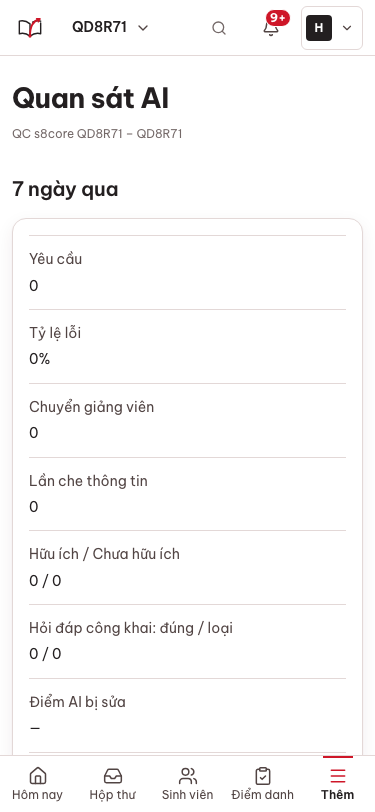 QD8R71
9+
H
Quan sát AI
QC s8core QD8R71 – QD8R71
7 ngày qua
Yêu cầu
0
Tỷ lệ lỗi
0%
Chuyển giảng viên
0
Lần che thông tin
0
Hữu ích / Chưa hữu ích
0 / 0
Hỏi đáp công khai: đúng / loại
0 / 0
Điểm AI bị sửa
—
Hôm nay
Hộp thư
Sinh viên
Điểm danh
Thêm